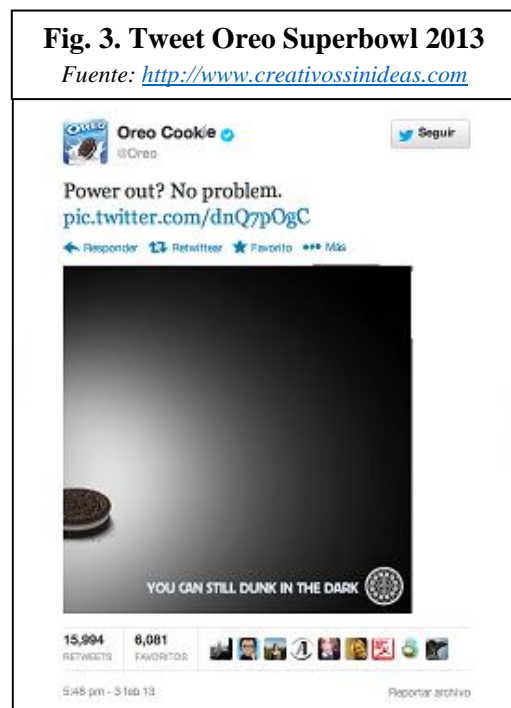 Fig. 3. Tweet Oreo Superbowl 2013
Fuente: http://www.creativossinideas.com
OREO
Oreo Cookie
@Oreo
Seguir
Power out? No problem.
pic.twitter.com/dnQ7pOgC
Responder Retwittear Favorito Más
YOU CAN STILL DUNK IN THE DARK
15,994 6,081
RETWEETS FAVORITOS
5:48 pm - 3 feb 13 Reportar archivo